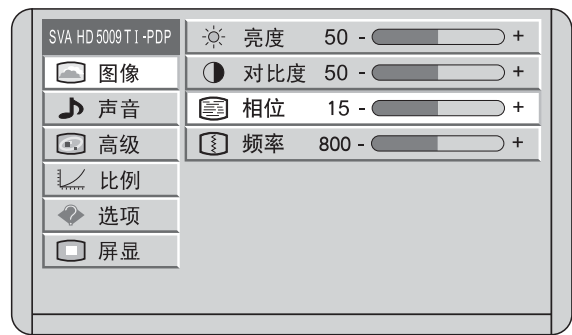 SVA HD 5009 T I -PDP
图像
声音
高级
比例
选项
屏显
亮度 50 - +
对比度 50 - +
相位 15 - +
频率 800 - +